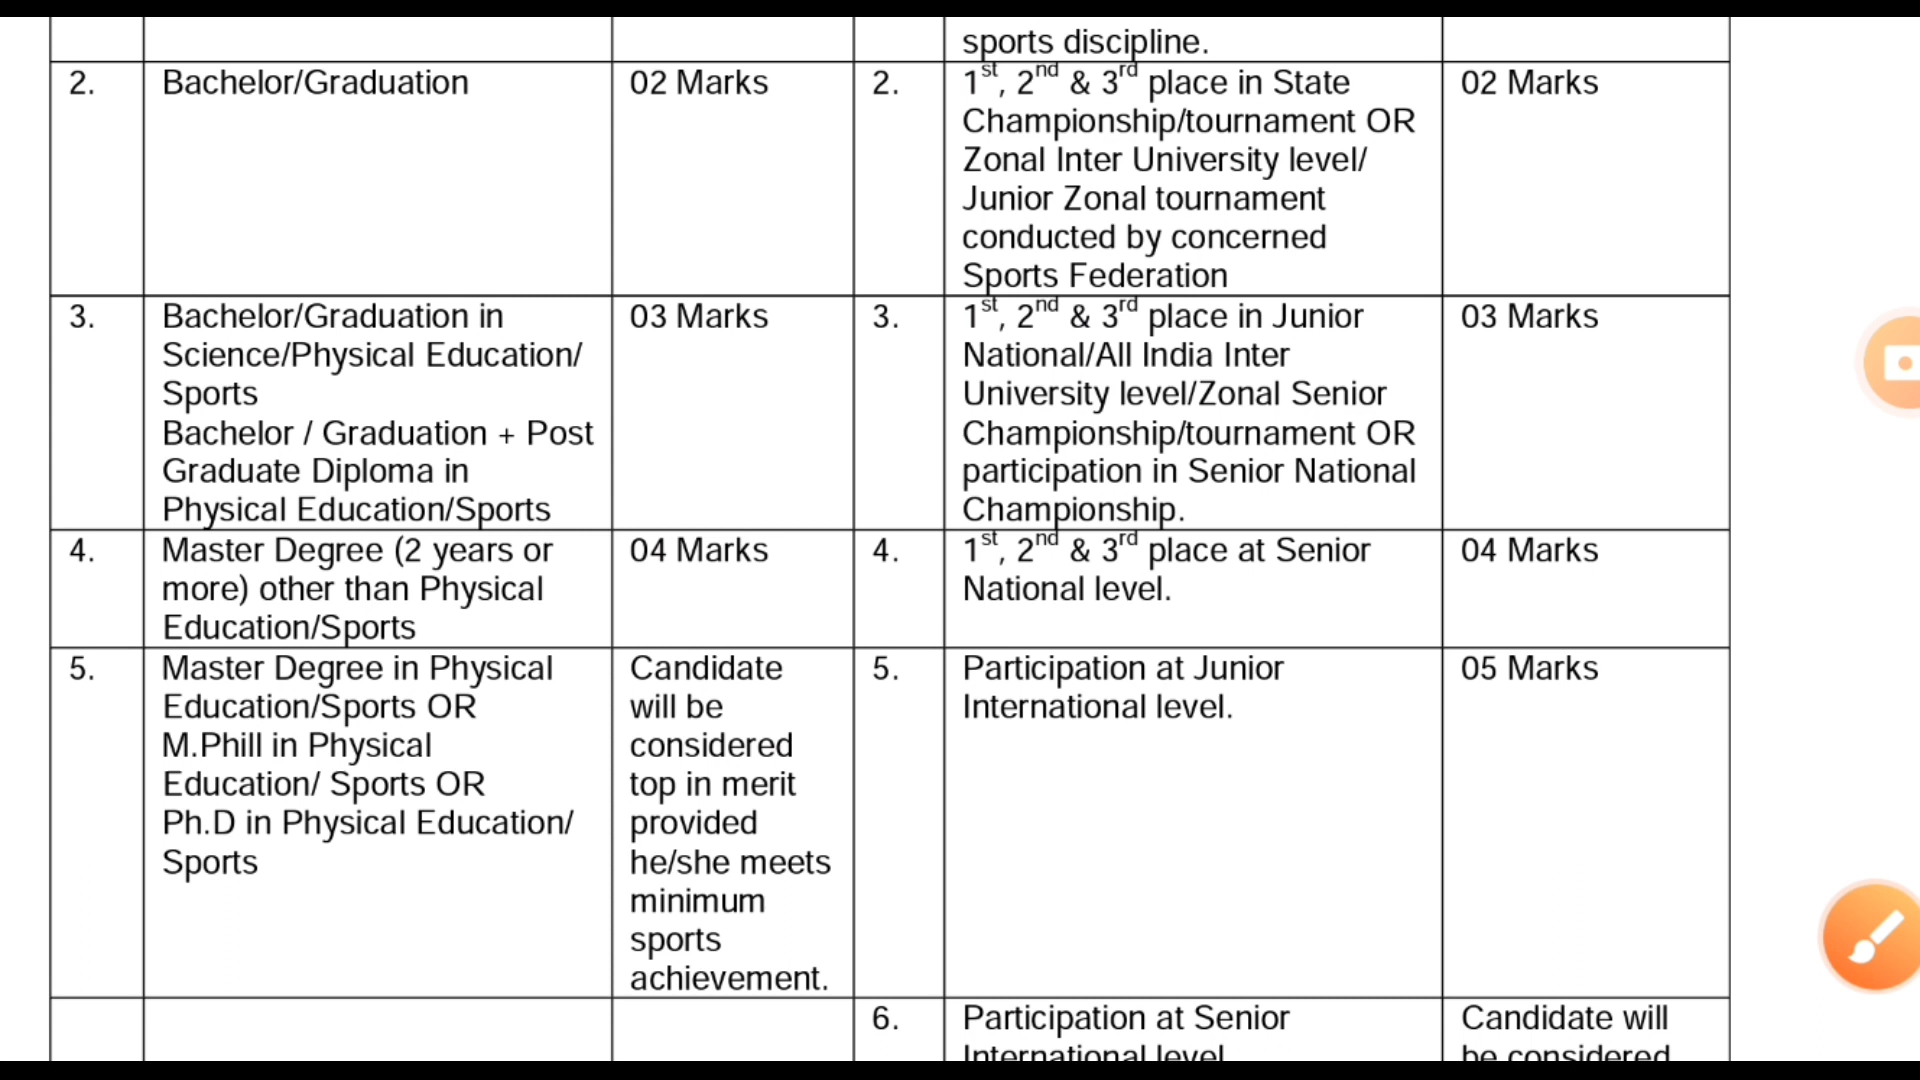 sports discipline.
2. Bachelor/Graduation 02 Marks 2. 1st, 2nd & 3rd place in State 02 Marks
Championship/tournament OR
Zonal Inter University level/
Junior Zonal tournament
conducted by concerned
Sports Federation
3. Bachelor/Graduation in 03 Marks 3. 1st, 2nd & 3rd place in Junior 03 Marks
Science/Physical Education/ National/All India Inter
Sports University level/Zonal Senior
Bachelor / Graduation + Post Championship/tournament OR
Graduate Diploma in participation in Senior National
Physical Education/Sports Championship.
4. Master Degree (2 years or 04 Marks 4. 1st, 2nd & 3rd place at Senior 04 Marks
more) other than Physical National level.
Education/Sports
5. Master Degree in Physical Candidate 5. Participation at Junior 05 Marks
Education/Sports OR will be International level.
M.Phill in Physical considered
Education/ Sports OR top in merit
Ph.D in Physical Education/ provided
Sports he/she meets
minimum
sports
achievement.
6. Participation at Senior Candidate will
International level be considered